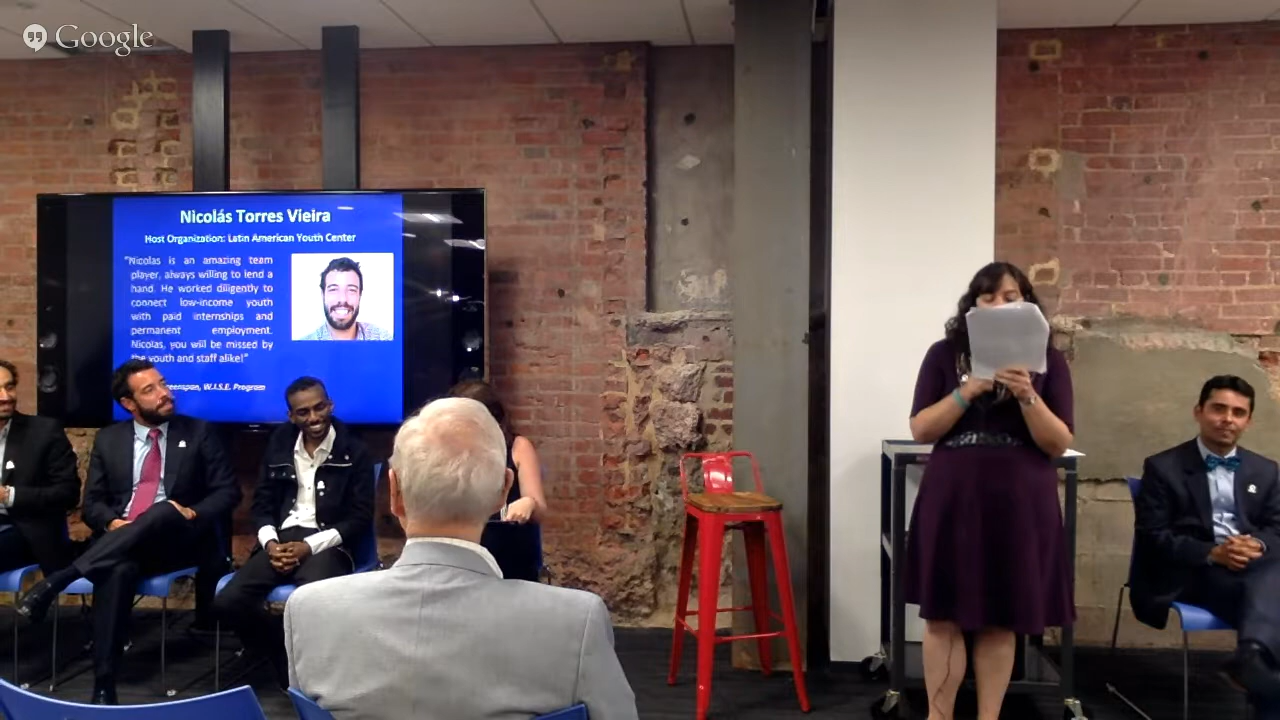 Google
Nicolás Torres Vieira
Host Organization: Latin American Youth Center
"Nicolas is an amazing team
player, always willing to lend a
hand. He worked diligently to
connect low-income youth
with paid internships and
permanent employment.
Nicolas, you will be missed by
the youth and staff alike!"
reenspan, W.I.S.E. Program